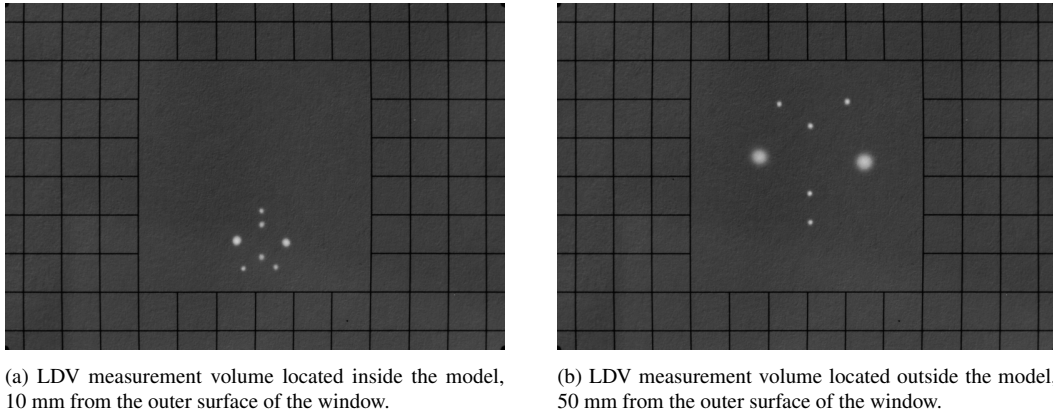 (a) LDV measurement volume located inside the model,
10 mm from the outer surface of the window.
(b) LDV measurement volume located outside the model,
50 mm from the outer surface of the window.